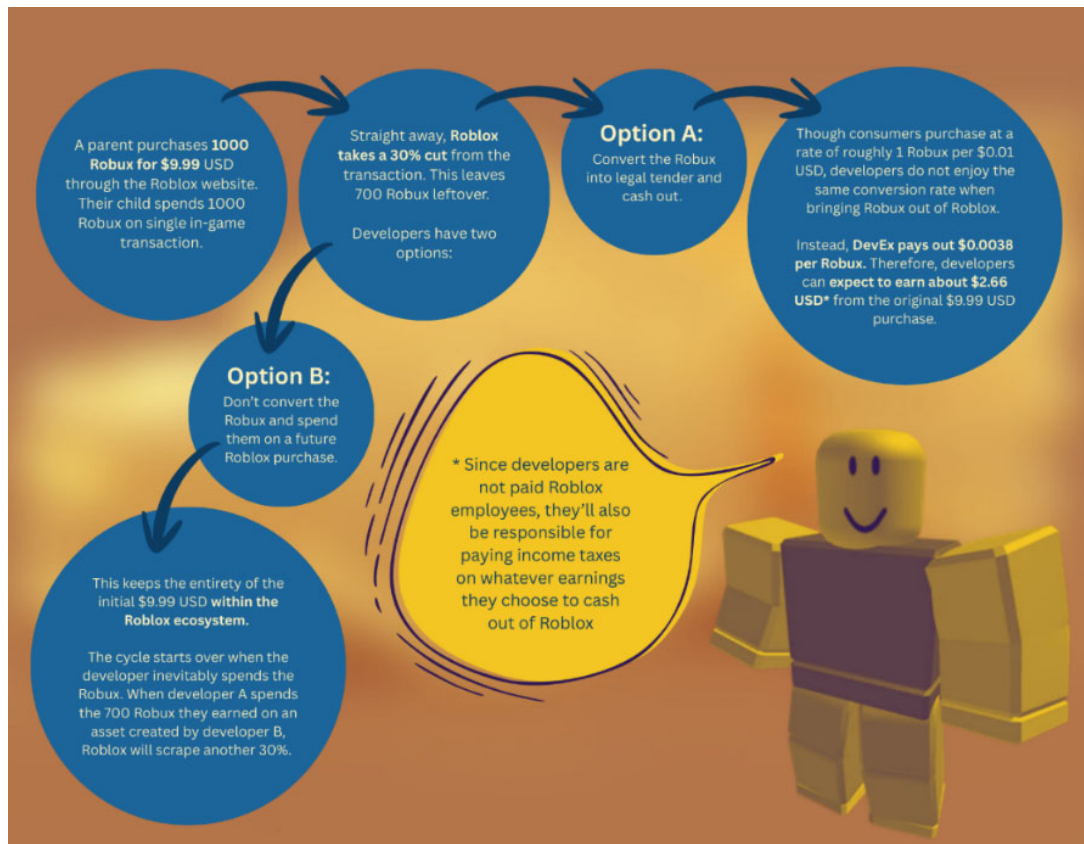 A parent purchases 1000
Robux for $9.99 USD
through the Roblox website.
Their child spends 1000
Robux on single in-game
transaction.
Straight away, Roblox
takes a 30% cut from the
transaction. This leaves
700 Robux leftover.
Developers have two
options:
Option A:
Convert the Robux
into legal tender and
cash out.
Though consumers purchase at a
rate of roughly 1 Robux per $0.01
USD, developers do not enjoy the
same conversion rate when
bringing Robux out of Roblox.
Instead, DevEx pays out $0.0038
per Robux. Therefore, developers
can expect to earn about $2.66
USD* from the original $9.99 USD
purchase.
Option B:
Don't convert the
Robux and spend
them on a future
Roblox purchase.
This keeps the entirety of the
initial $9.99 USD within the
Roblox ecosystem.
The cycle starts over when the
developer inevitably spends the
Robux. When developer A spends
the 700 Robux they earned on an
asset created by developer B,
Roblox will scrape another 30%.
* Since developers are
not paid Roblox
employees, they'll also
be responsible for
paying income taxes
on whatever earnings
they choose to cash
out of Roblox